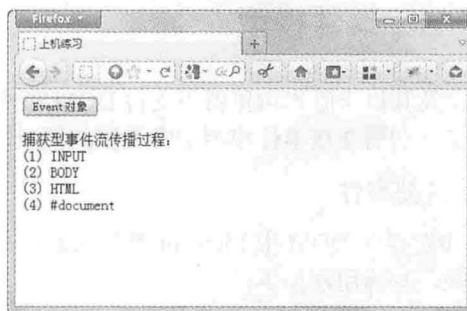 Firefox
上机练习
Event对象
捕获型事件流传播过程:
(1) INPUT
(2) BODY
(3) HTML
(4) #document